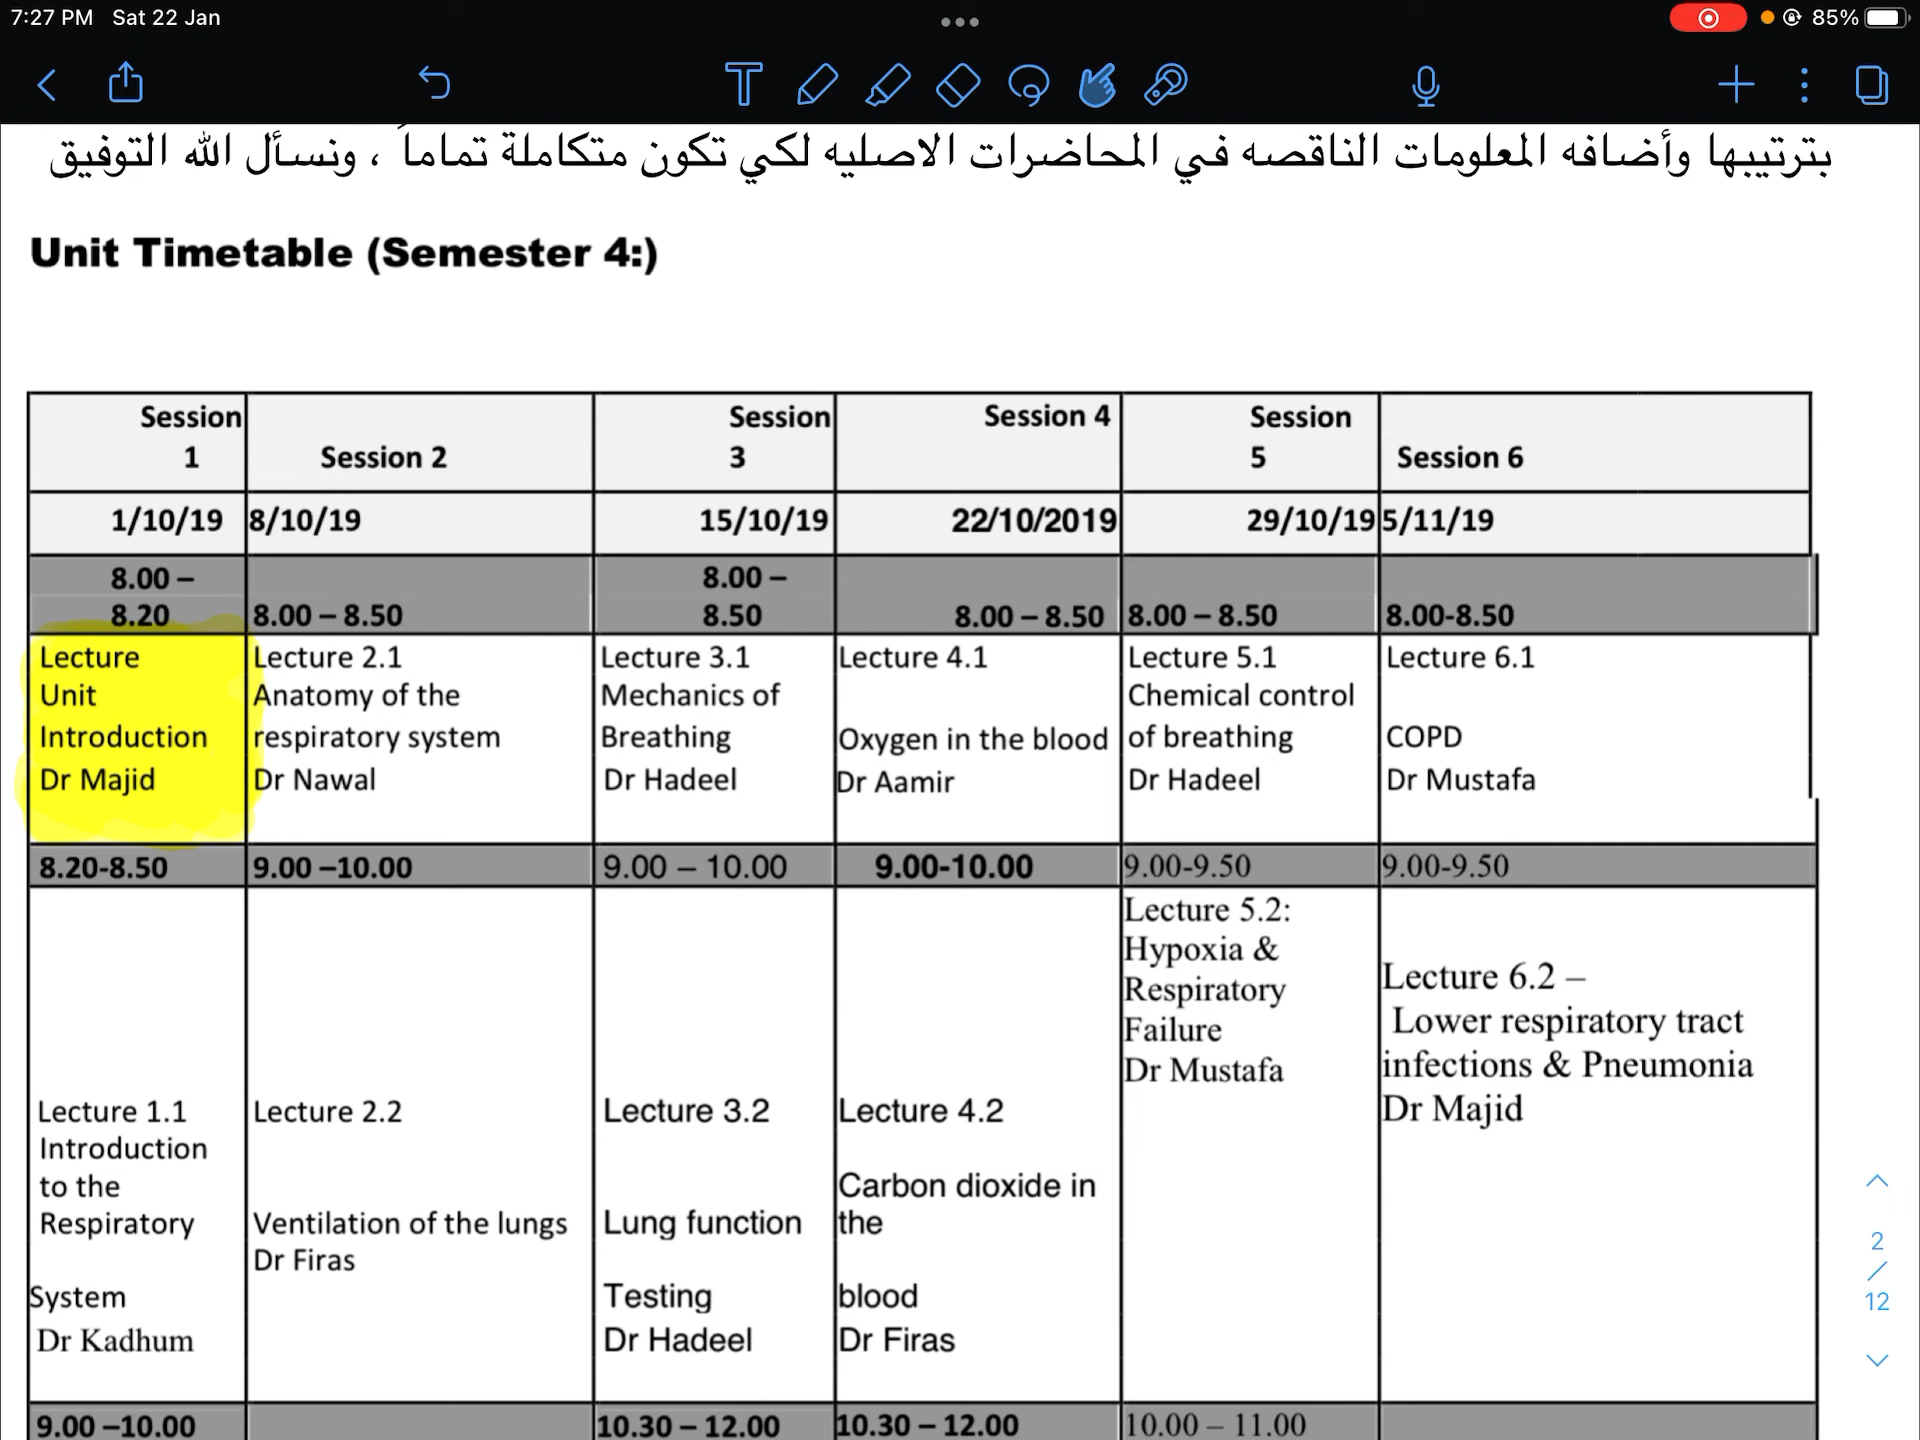 7:27 PM Sat 22 Jan
85%
بترتيبها وأضافه المعلومات الناقصه في المحاضرات الاصليه لكي تكون متكاملة تماماً ، ونسأل الله التوفيق
Unit Timetable (Semester 4:)
Session 1
Session 2
Session 3
Session 4
Session 5
Session 6
1/10/19
8/10/19
15/10/19
22/10/2019
29/10/19
5/11/19
8.00 –
8.20
8.00 – 8.50
8.00 –
8.50
8.00 – 8.50
8.00 – 8.50
8.00-8.50
Lecture
Unit
Introduction
Dr Majid
Lecture 2.1
Anatomy of the
respiratory system
Dr Nawal
Lecture 3.1
Mechanics of
Breathing
Dr Hadeel
Lecture 4.1
Oxygen in the blood
Dr Aamir
Lecture 5.1
Chemical control
of breathing
Dr Hadeel
Lecture 6.1
COPD
Dr Mustafa
8.20-8.50
9.00 –10.00
9.00 – 10.00
9.00-10.00
9.00-9.50
9.00-9.50
Lecture 1.1
Introduction
to the
Respiratory
System
Dr Kadhum
Lecture 2.2
Ventilation of the lungs
Dr Firas
Lecture 3.2
Lung function
Testing
Dr Hadeel
Lecture 4.2
Carbon dioxide in
the
blood
Dr Firas
Lecture 5.2:
Hypoxia &
Respiratory
Failure
Dr Mustafa
Lecture 6.2 –
Lower respiratory tract
infections & Pneumonia
Dr Majid
9.00 –10.00
10.30 – 12.00
10.30 – 12.00
10.00 – 11.00
2
/
12